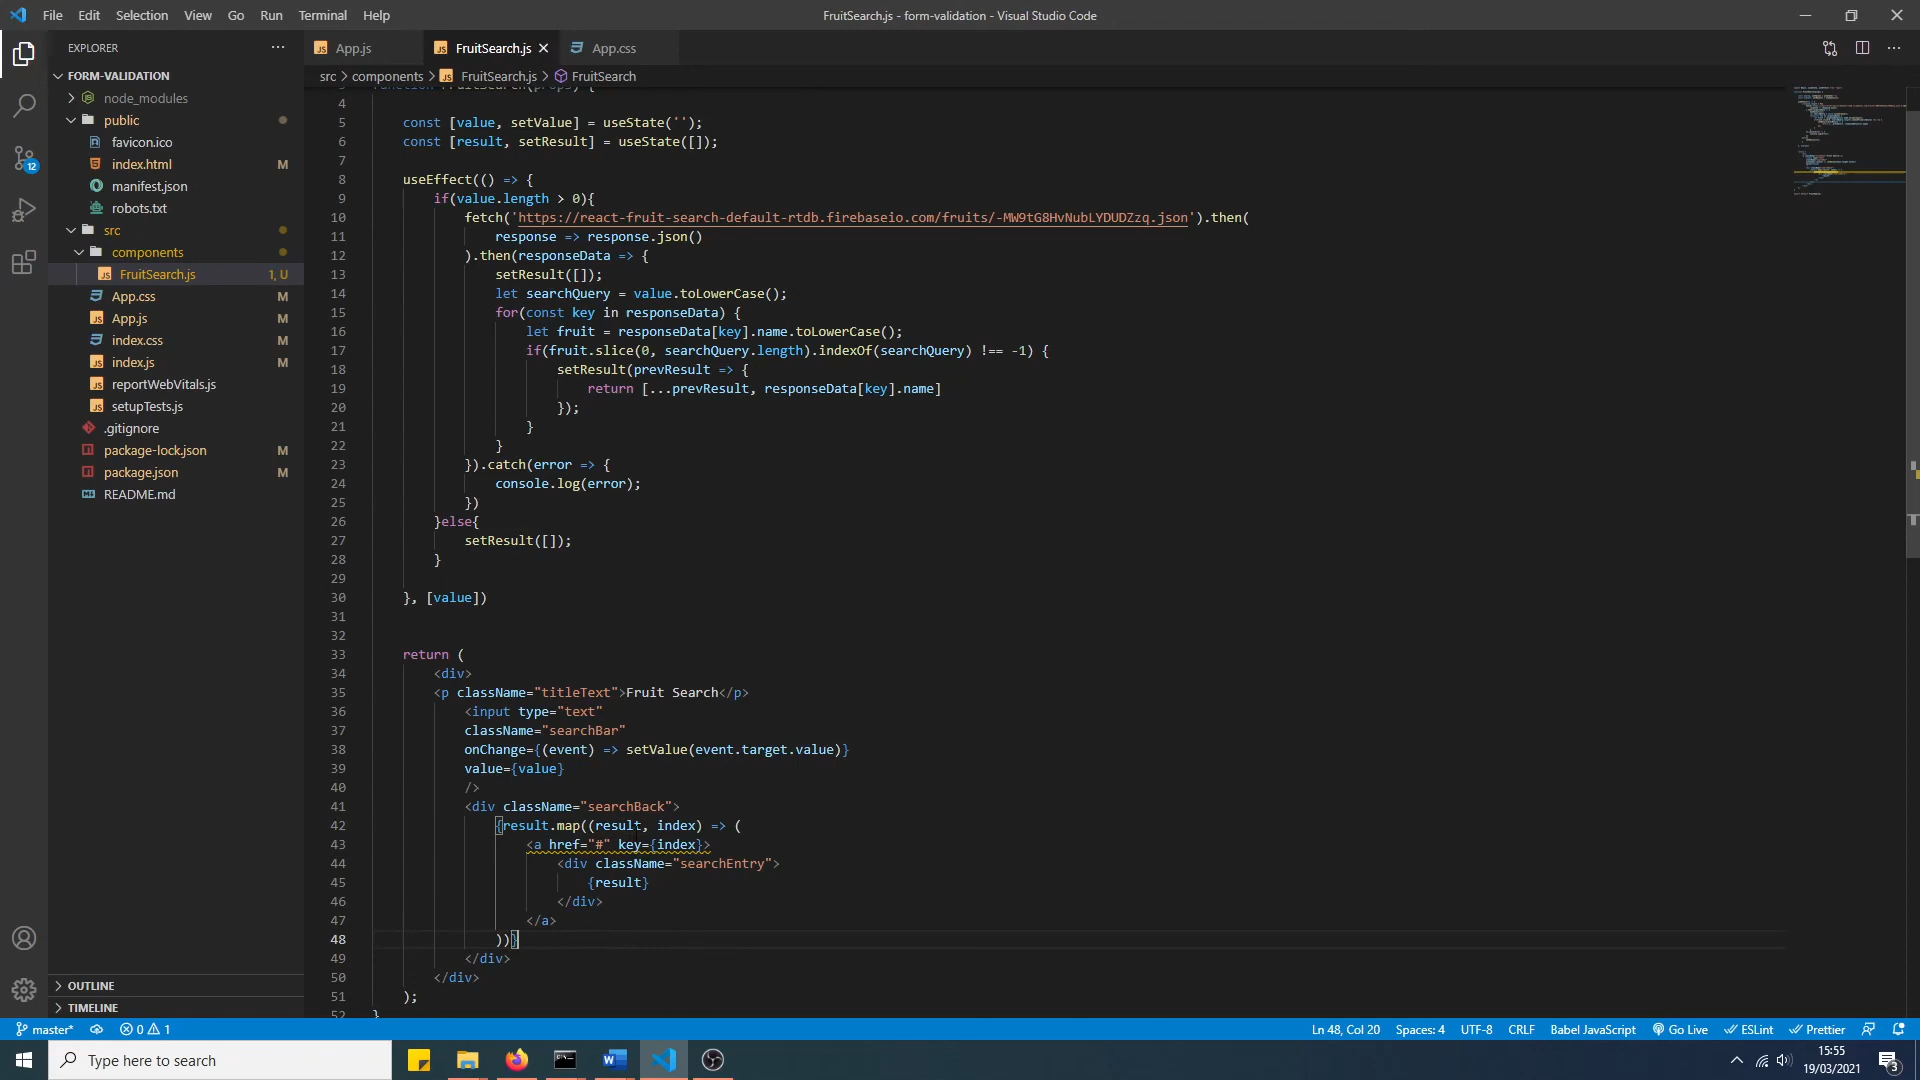 File Edit Selection View Go Run Terminal Help
FruitSearch.js - form-validation - Visual Studio Code
EXPLORER
FORM-VALIDATION
node_modules
public
favicon.ico
index.html M
manifest.json
robots.txt
src
components
FruitSearch.js 1, U
App.css M
App.js M
index.css M
index.js M
reportWebVitals.js
setupTests.js
.gitignore
package-lock.json M
package.json M
README.md
OUTLINE
TIMELINE
12
App.js FruitSearch.js App.css
src > components > FruitSearch.js > FruitSearch
3 function FruitSearch(props) {
4
5 const [value, setValue] = useState('');
6 const [result, setResult] = useState([]);
7
8 useEffect(() => {
9 if(value.length > 0){
10 fetch('https://react-fruit-search-default-rtdb.firebaseio.com/fruits/-MW9tG8HvNubLYDUDZzq.json').then(
11 response => response.json()
12 ).then(responseData => {
13 setResult([]);
14 let searchQuery = value.toLowerCase();
15 for(const key in responseData) {
16 let fruit = responseData[key].name.toLowerCase();
17 if(fruit.slice(0, searchQuery.length).indexOf(searchQuery) !== -1) {
18 setResult(prevResult => {
19 return [...prevResult, responseData[key].name]
20 });
21 }
22 }
23 }).catch(error => {
24 console.log(error);
25 })
26 }else{
27 setResult([]);
28 }
29
30 }, [value])
31
32
33 return (
34 <div>
35 <p className="titleText">Fruit Search</p>
36 <input type="text"
37 className="searchBar"
38 onChange={(event) => setValue(event.target.value)}
39 value={value}
40 />
41 <div className="searchBack">
42 {result.map((result, index) => (
43 <a href="#" key={index}>
44 <div className="searchEntry">
45 {result}
46 </div>
47 </a>
48 ))}
49 </div>
50 </div>
51 );
52 }
master* 0 1
Ln 48, Col 20 Spaces: 4 UTF-8 CRLF Babel JavaScript Go Live ESLint Prettier
Type here to search
15:55
19/03/2021
3